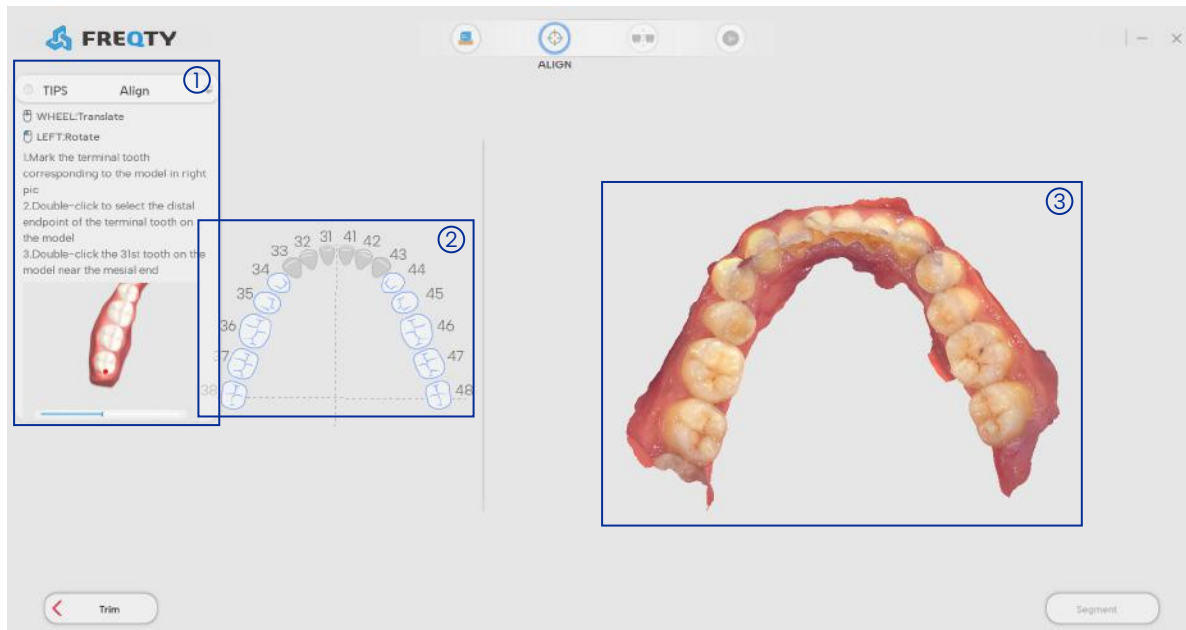 FREQTY
ALIGN
①
TIPS Align
WHEEL:Translate
LEFT:Rotate
1.Mark the terminal tooth
corresponding to the model in right
pic
2.Double-click to select the distal
endpoint of the terminal tooth on
the model
3.Double-click the 31st tooth on the
model near the mesial end
②
33 32 31 41 42 43
34 44
35 45
36 46
37 47
38 48
③
Trim
Segment